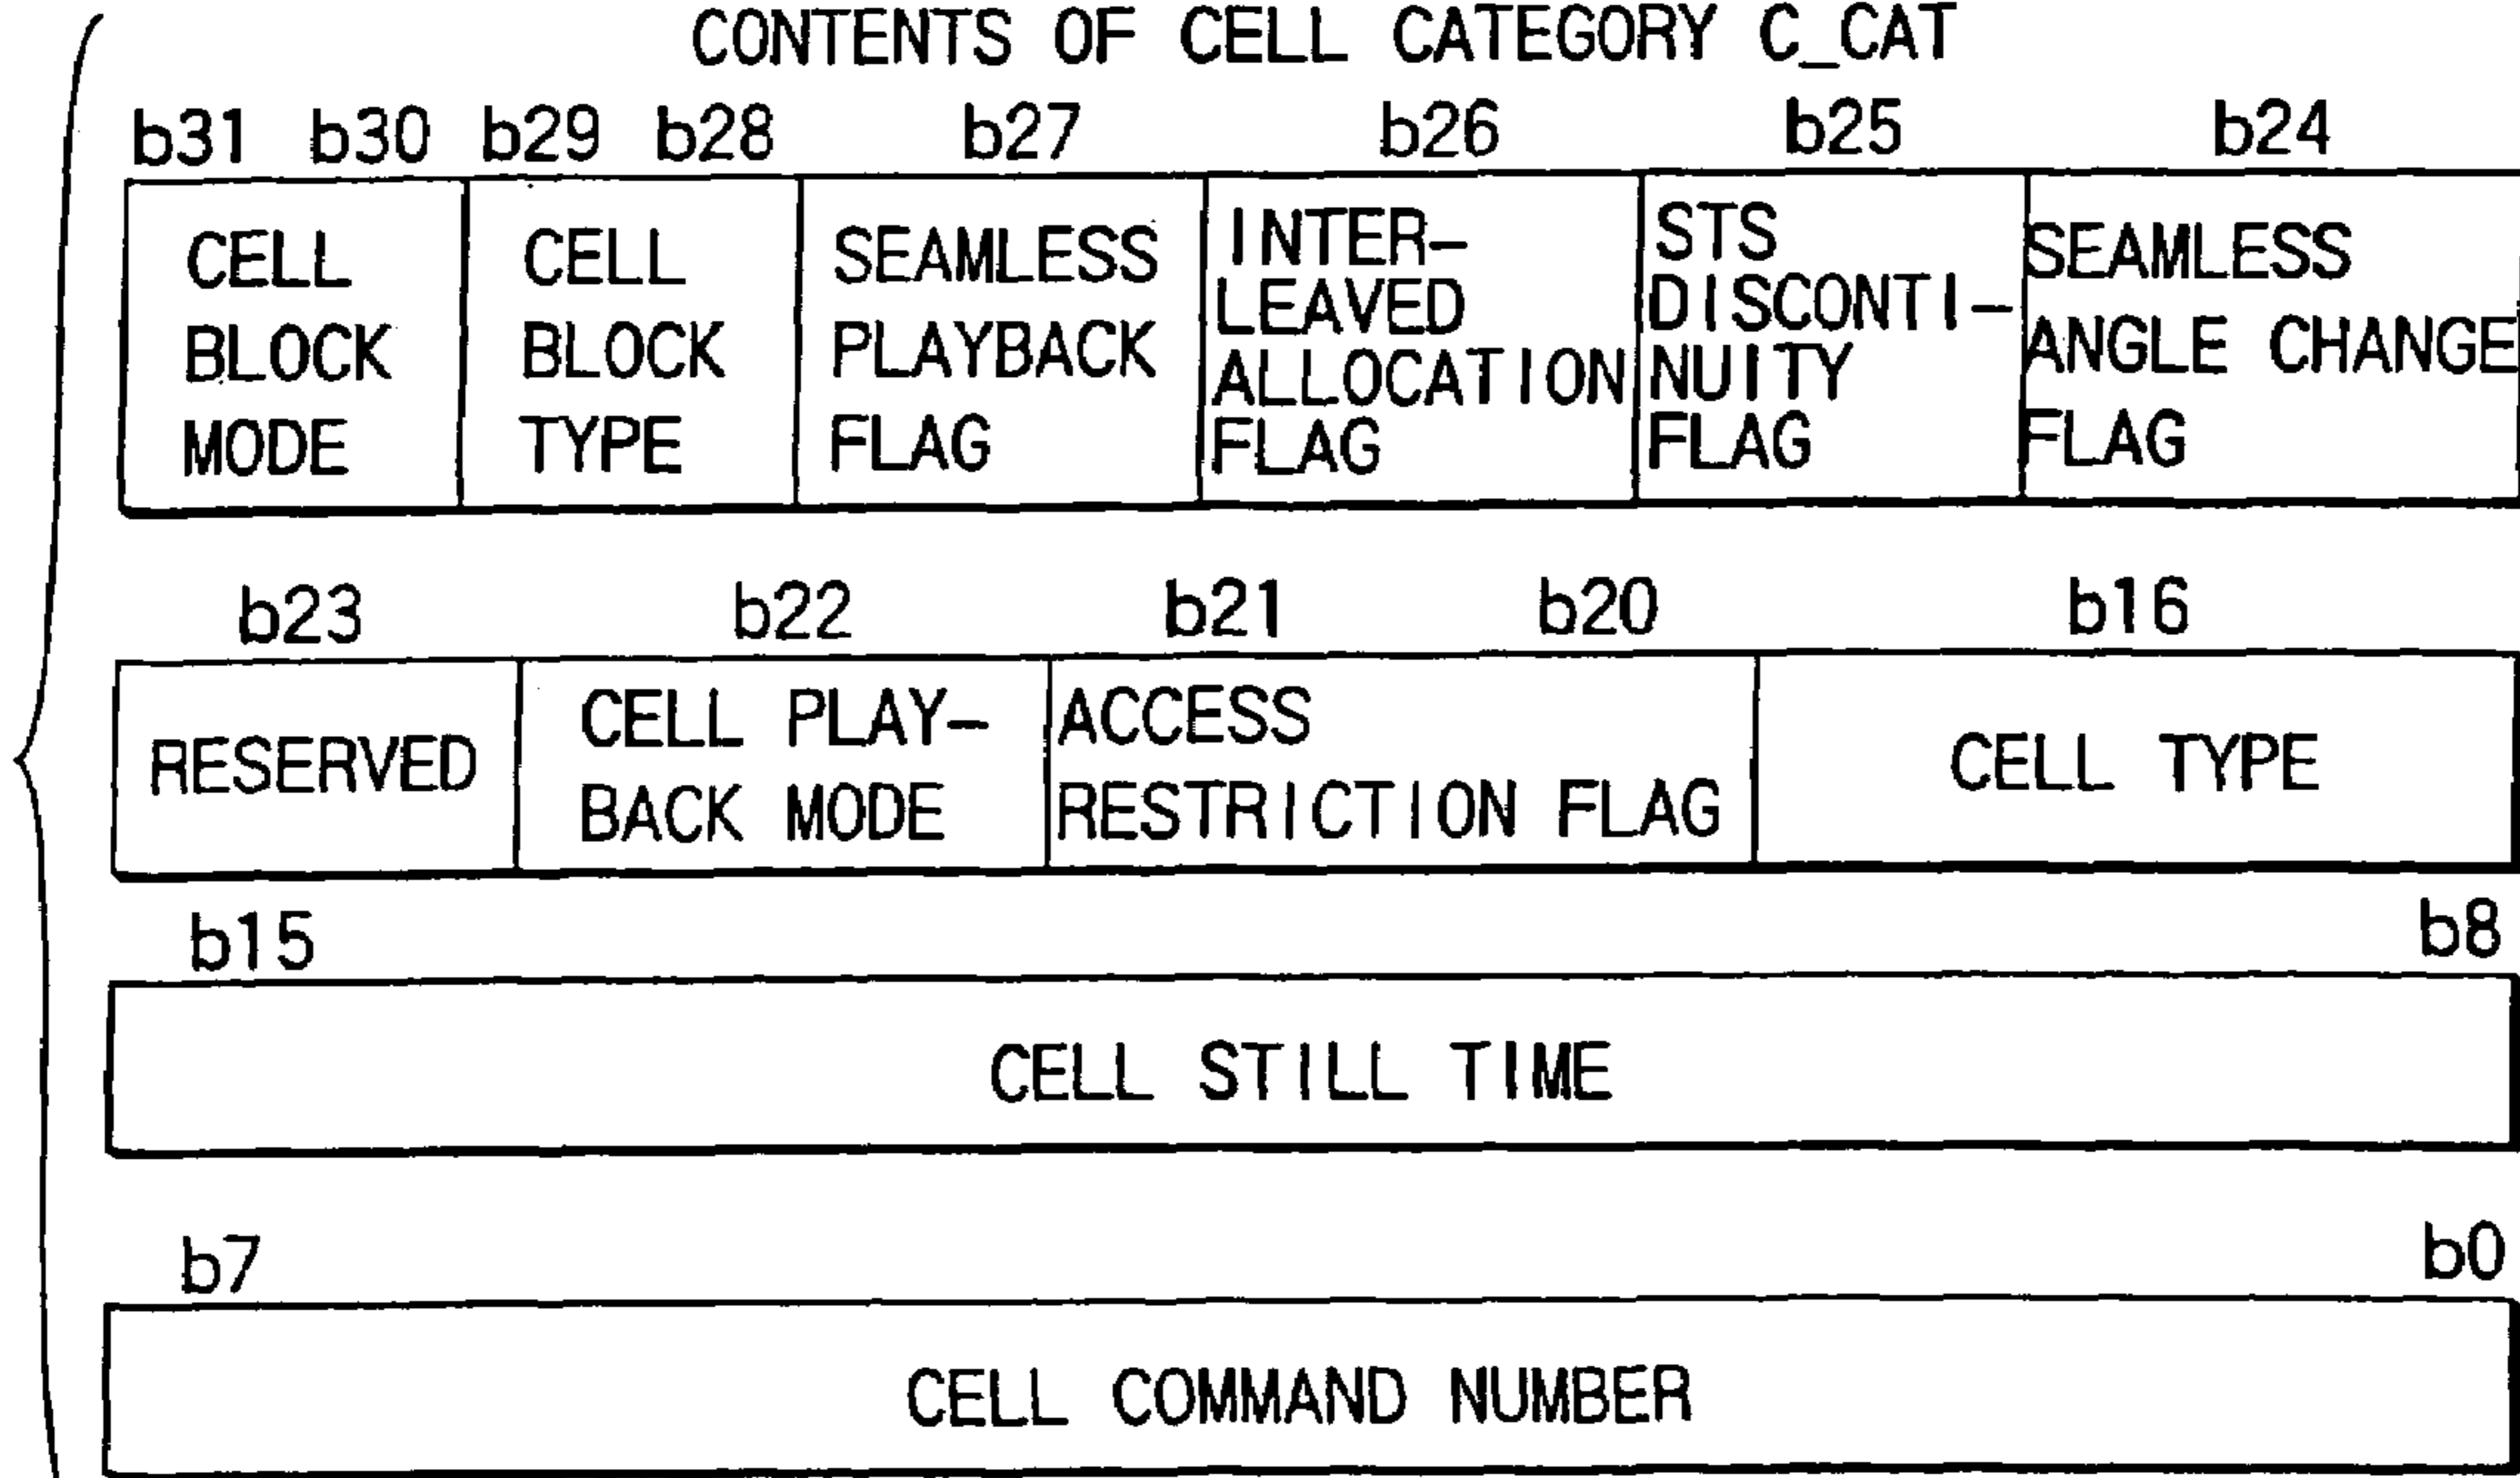 CONTENTS OF CELL CATEGORY C_CAT
b31 b30 b29 b28 b27 b26 b25 b24
CELL
BLOCK
MODE
CELL
BLOCK
TYPE
SEAMLESS
PLAYBACK
FLAG
INTER-
LEAVED
ALLOCATION
FLAG
STS
DISCONTI-
NUITY
FLAG
SEAMLESS
ANGLE CHANGE
FLAG
b23 b22 b21 b20 b16
RESERVED
CELL PLAY-
BACK MODE
ACCESS
RESTRICTION FLAG
CELL TYPE
b15 b8
CELL STILL TIME
b7 b0
CELL COMMAND NUMBER